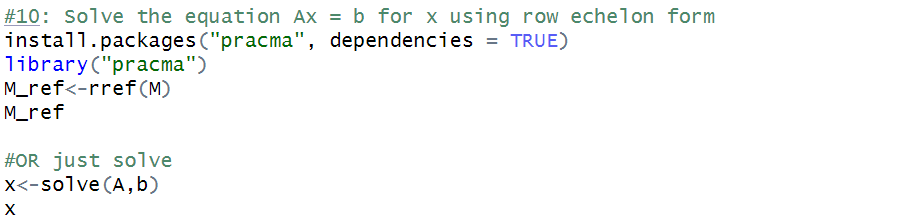 #10: Solve the equation Ax = b for x using row echelon form
install.packages("pracma", dependencies = TRUE)
library("pracma")
M_ref<-rref(M)
M_ref
#OR just solve
x<-solve(A,b)
x